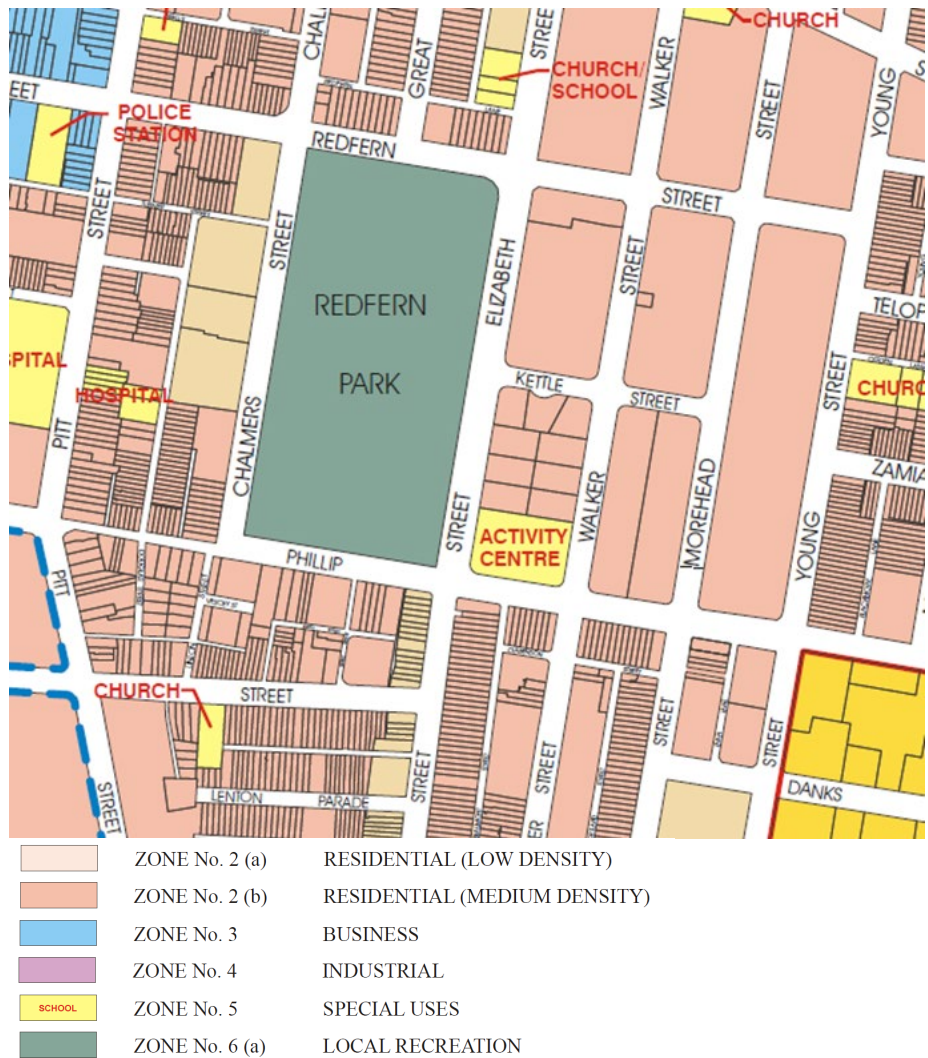 CHURCH
CHAL
GREAT
STREE
CHURCH/
SCHOOL
WALKER
STREET
YOUNG
S
EET
POLICE
STATION
REDFERN
STREET
STREET
STREET
ELIZABETH
STREET
REDFERN
PARK
TELOP
SPITAL
HOSPITAL
KETTLE
STREET
STREET
CHURC
PITT
CHALMERS
ZAMIA
STREET
ACTIVITY
CENTRE
WALKER
MOREHEAD
YOUNG
PHILLIP
PITT
CHURCH
STREET
STREET
STREET
STREET
STREET
STREET
LENTON
PARADE
DANKS
ER
ZONE No. 2 (a) RESIDENTIAL (LOW DENSITY)
ZONE No. 2 (b) RESIDENTIAL (MEDIUM DENSITY)
ZONE No. 3 BUSINESS
ZONE No. 4 INDUSTRIAL
SCHOOL ZONE No. 5 SPECIAL USES
ZONE No. 6 (a) LOCAL RECREATION